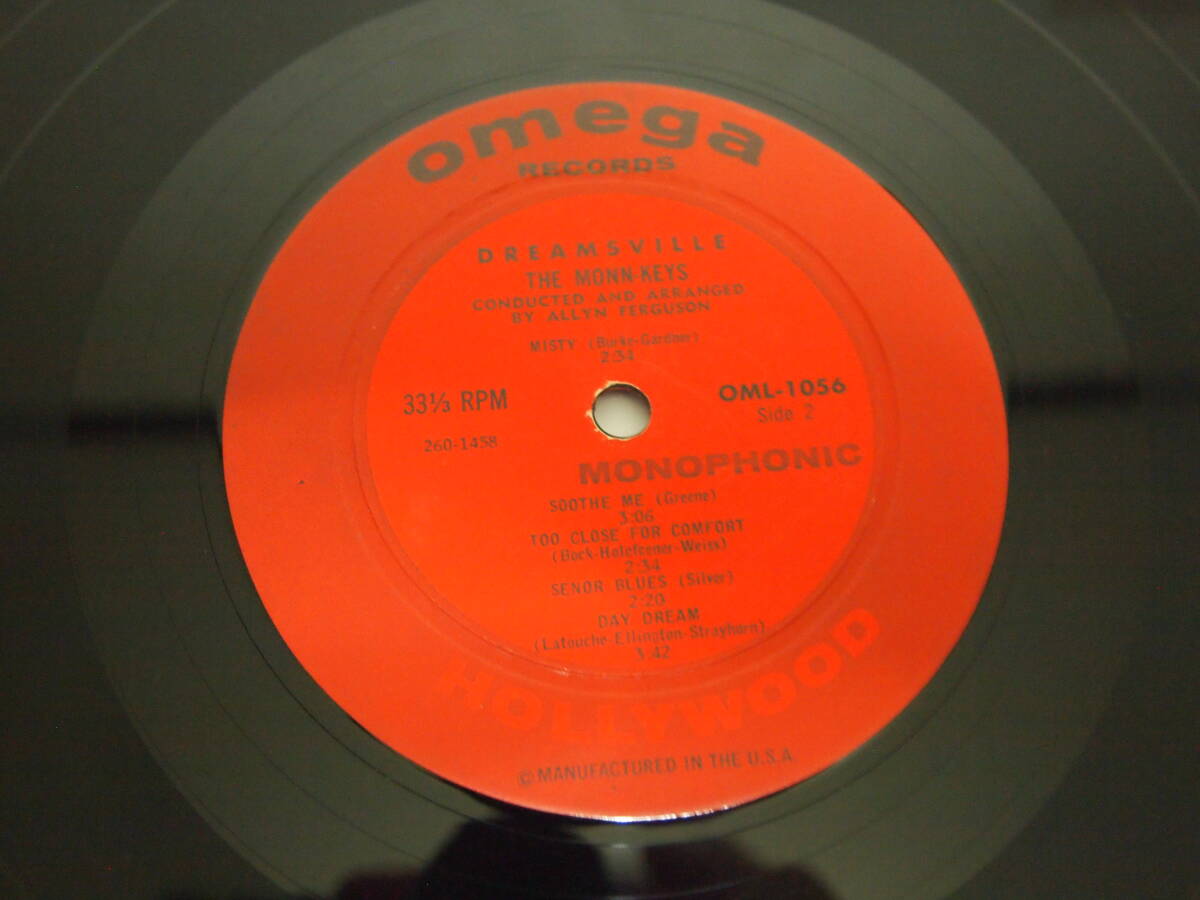 omega
RECORDS
DREAMSVILLE
THE MONN-KEYS
CONDUCTED AND ARRANGED
BY ALLYN FERGUSON
MISTY (Burke-Gardner)
2:34
33⅓ RPM
OML-1056
Side 2
260-1458
MONOPHONIC
SOOTHE ME (Greene)
3:06
TOO CLOSE FOR COMFORT
(Bock-Holofcener-Weiss)
2:34
SENOR BLUES (Silver)
2:20
DAY DREAM
(Latouche-Ellington-Strayhorn)
3:42
HOLLYWOOD
© MANUFACTURED IN THE U.S.A.